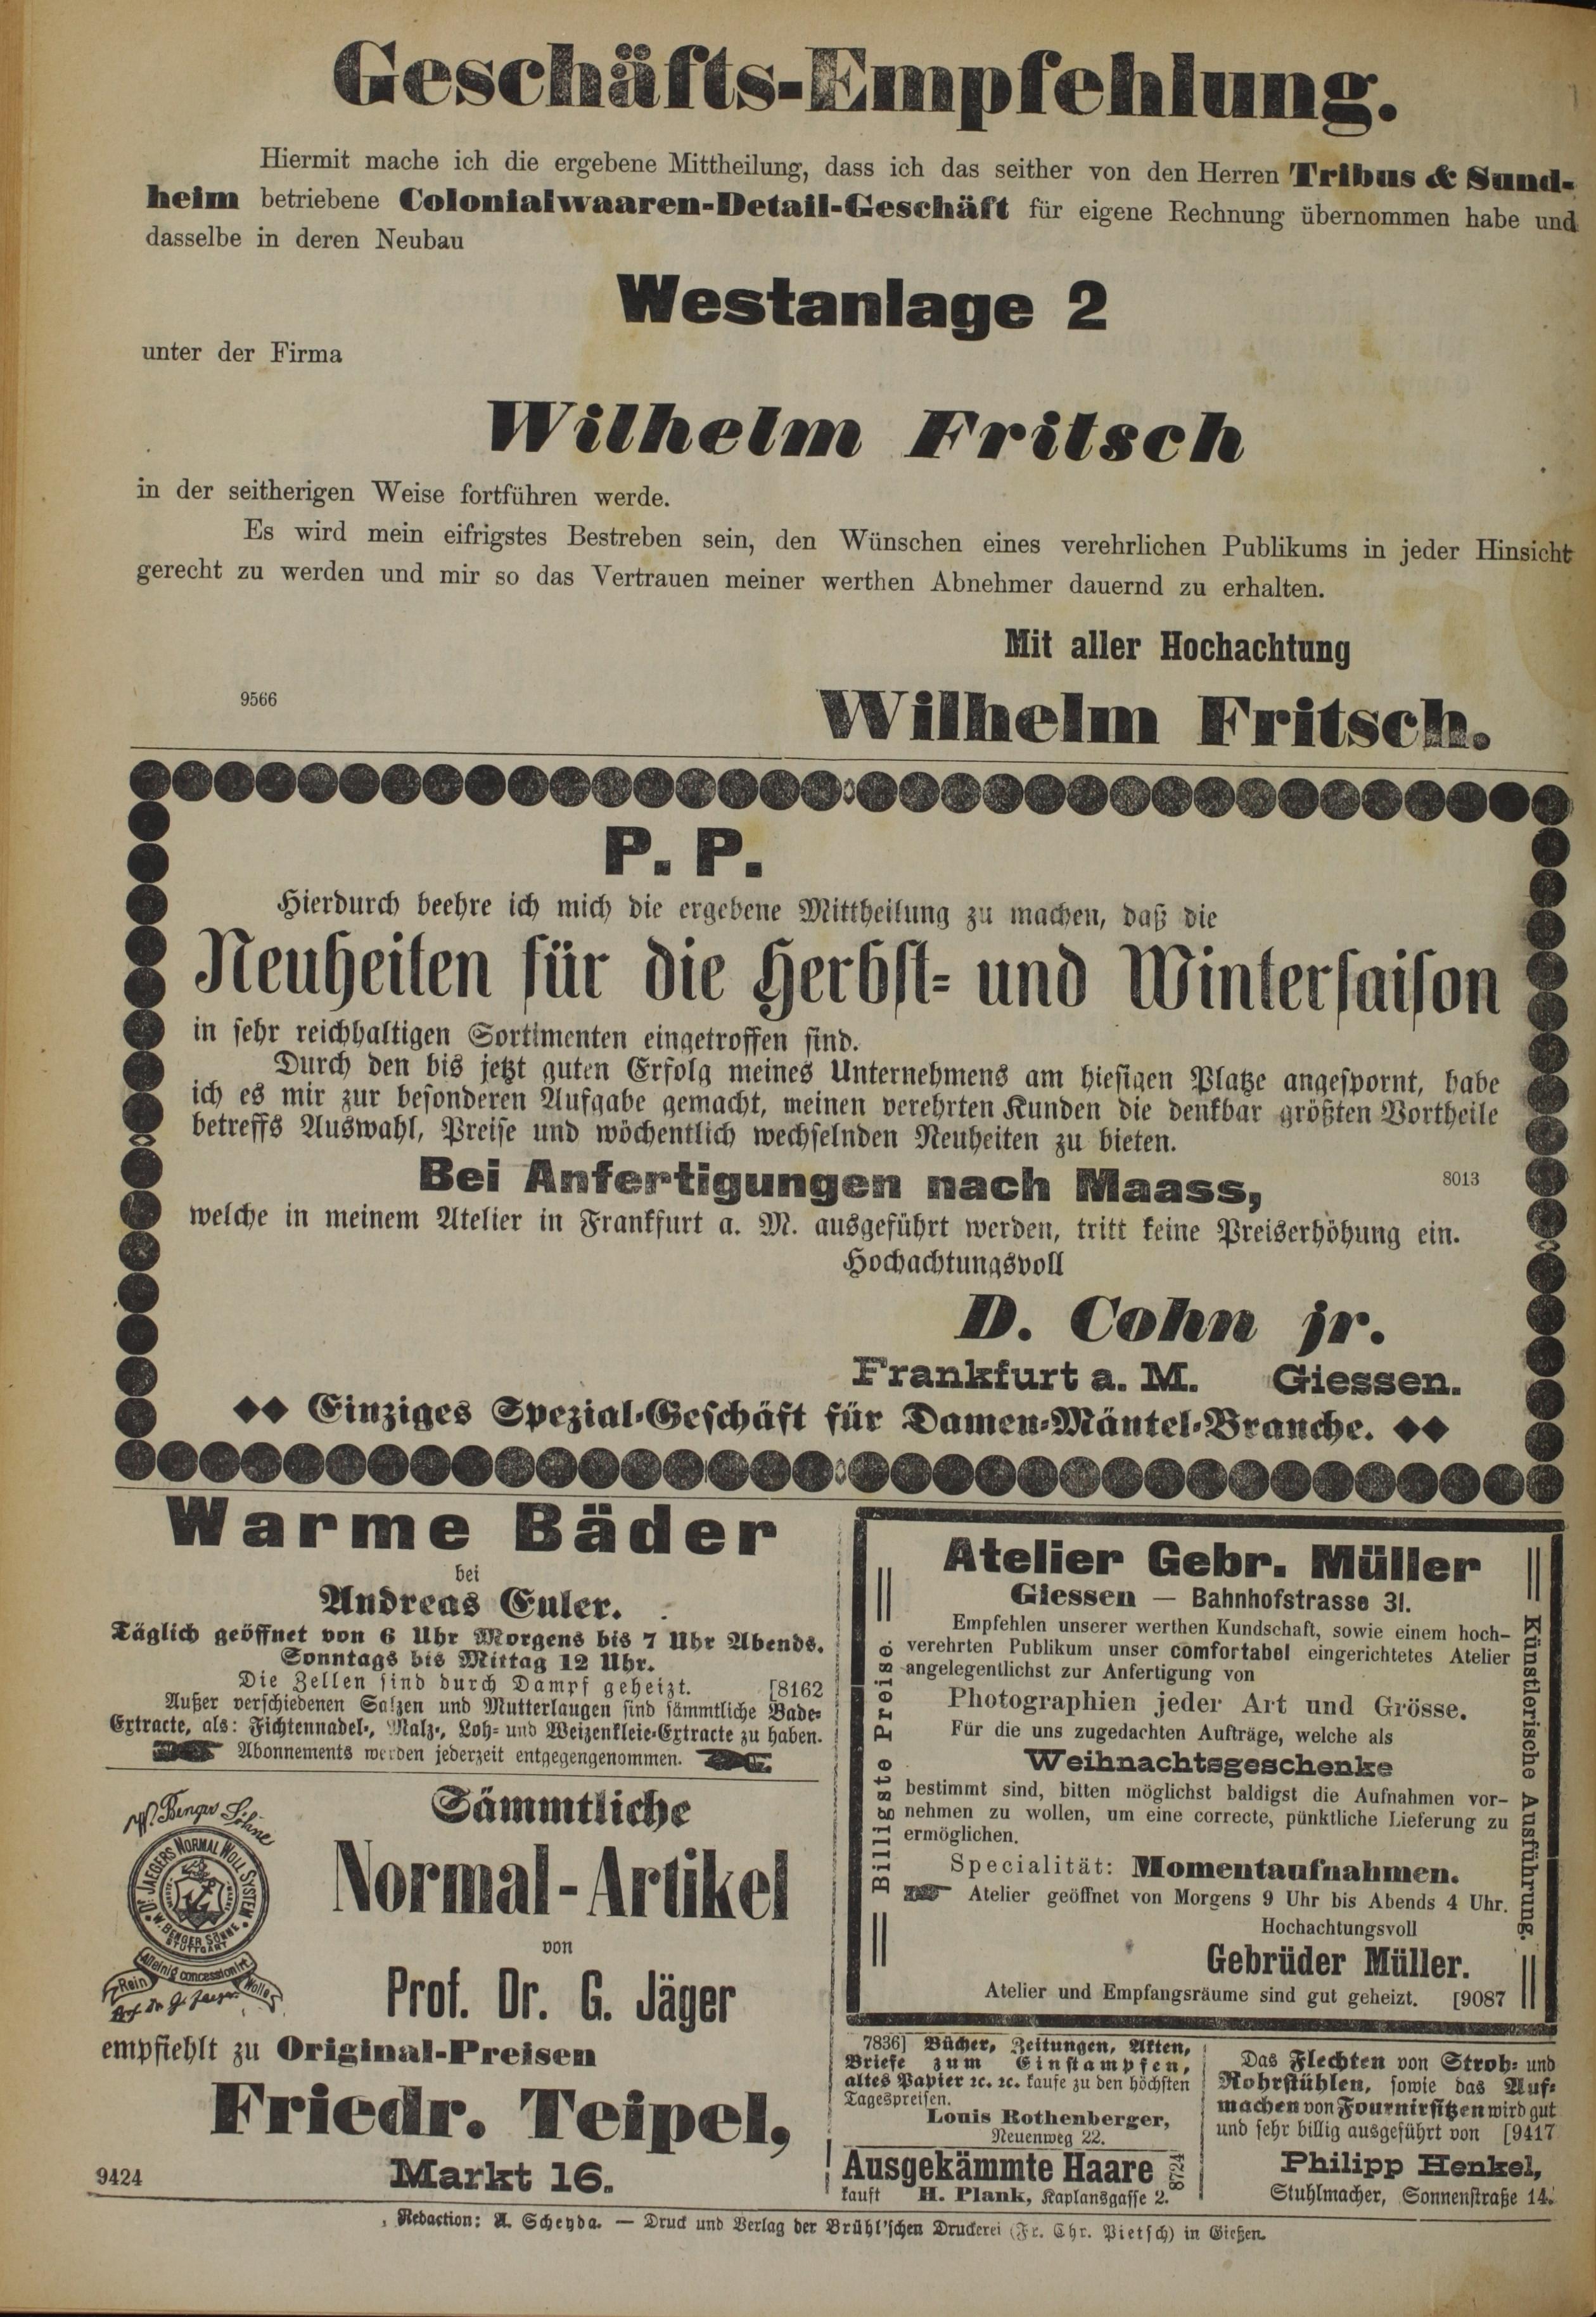 Geschäfts-Empfehlung.
Hiermit mache ich die ergebene Mittheilung, dass ich das seither von den Herren Tribus & Sund-
heim betriebene Colonialwaaren-Detail-Geschäft für eigene Rechnung übernommen habe und
dasselbe in deren Neubau
Westanlage 2
unter der Firma
Wilhelm Fritsch
in der seitherigen Weise fortführen werde.
Es wird mein eifrigstes Bestreben sein, den Wünschen eines verehrlichen Publikums in jeder Hinsicht
gerecht zu werden und mir so das Vertrauen meiner werthen Abnehmer dauernd zu erhalten.
Mit aller Hochachtung
9566
Wilhelm Fritsch.
P. P.
Hierdurch beehre ich mich die ergebene Mittheilung zu machen, daß die
Neuheiten für die Herbst- und Wintersaison
in sehr reichhaltigen Sortimenten eingetroffen sind.
Durch den bis jetzt guten Erfolg meines Unternehmens am hiesigen Platze angespornt, habe
ich es mir zur besonderen Aufgabe gemacht, meinen verehrten Kunden die denkbar größten Vortheile
betreffs Auswahl, Preise und wöchentlich wechselnden Neuheiten zu bieten.
Bei Anfertigungen nach Maass,
8013
welche in meinem Atelier in Frankfurt a. M. ausgeführt werden, tritt keine Preiserhöhung ein.
Hochachtungsvoll
D. Cohn jr.
Frankfurt a. M. Giessen.
Einziges Spezial-Geschäft für Damen-Mäntel-Branche.
Warme Bäder
bei
Andreas Euler.
Täglich geöffnet von 6 Uhr Morgens bis 7 Uhr Abends.
Sonntags bis Mittag 12 Uhr.
Die Zellen sind durch Dampf geheizt. [8162
Außer verschiedenen Salzen und Mutterlaugen sind sämmtliche Bade-
Extracte, als: Fichtennadel-, Malz-, Loh- und Weizenkleie-Extracte zu haben.
Abonnements werden jederzeit entgegengenommen.
W. Benger Söhne
Dr. JAEGERS NORMAL WOLL SYSTEM
W. BENGER SÖHNE
STUTTGART
Alleinig concessionirt
Rein Wolle
Prof. Dr. G. Jaeger
Sämmtliche
Normal-Artikel
von
Prof. Dr. G. Jäger
empfiehlt zu Original-Preisen
Friedr. Teipel,
9424
Markt 16.
Billigste Preise.
Atelier Gebr. Müller
Giessen — Bahnhofstrasse 31.
Empfehlen unserer werthen Kundschaft, sowie einem hoch-
verehrten Publikum unser comfortabel eingerichtetes Atelier
angelegentlichst zur Anfertigung von
Photographien jeder Art und Grösse.
Für die uns zugedachten Aufträge, welche als
Weihnachtsgeschenke
bestimmt sind, bitten möglichst baldigst die Aufnahmen vor-
nehmen zu wollen, um eine correcte, pünktliche Lieferung zu
ermöglichen.
Specialität: Momentaufnahmen.
Atelier geöffnet von Morgens 9 Uhr bis Abends 4 Uhr.
Hochachtungsvoll
Gebrüder Müller.
Atelier und Empfangsräume sind gut geheizt. [9087
Künstlerische Ausführung.
7836] Bücher, Zeitungen, Akten,
Briefe zum Einstampfen,
altes Papier ꝛc. ꝛc. kaufe zu den höchsten
Tagespreisen.
Louis Rothenberger,
Neuenweg 22.
Ausgekämmte Haare
kauft H. Plank, Kaplansgasse 2.
8724
Das Flechten von Stroh- und
Rohrstühlen, sowie das Auf-
machen von Fournirsitzen wird gut
und sehr billig ausgeführt von [9417
Philipp Henkel,
Stuhlmacher, Sonnenstraße 14.
Redaction: A. Scheyda. — Druck und Verlag der Brühl'schen Druckerei (Fr. Chr. Pietsch) in Gießen.